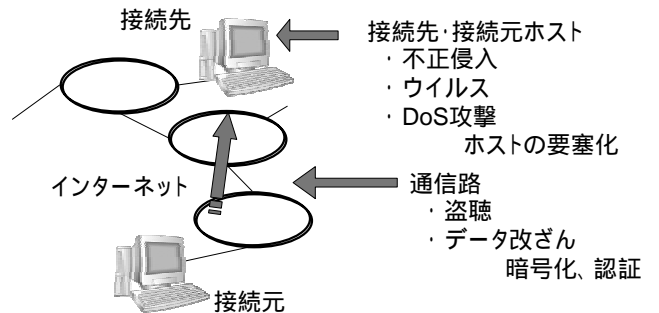 接続先
接続先・接続元ホスト
・不正侵入
・ウイルス
・DoS攻撃
ホストの要塞化
インターネット
通信路
・盗聴
・データ改ざん
暗号化、認証
接続元